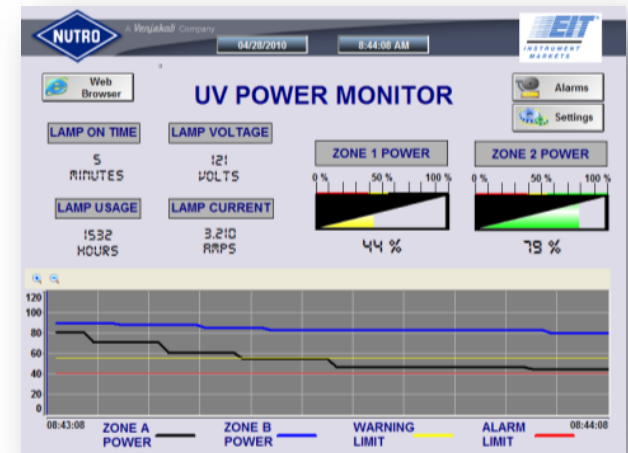 NUTRO
A Venjakob Company
04/28/2010
8:44:08 AM
EIT
INSTRUMENT
MARKETS
Web
Browser
UV POWER MONITOR
Alarms
Settings
LAMP ON TIME
LAMP VOLTAGE
ZONE 1 POWER
ZONE 2 POWER
5
MINUTES
121
VOLTS
0 % 50 % 100 %
0 % 50 % 100 %
LAMP USAGE
LAMP CURRENT
1532
HOURS
3.210
AMPS
44 %
79 %
120
100
80
60
40
20
0
08:43:08
08:44:08
ZONE A
POWER
ZONE B
POWER
WARNING
LIMIT
ALARM
LIMIT